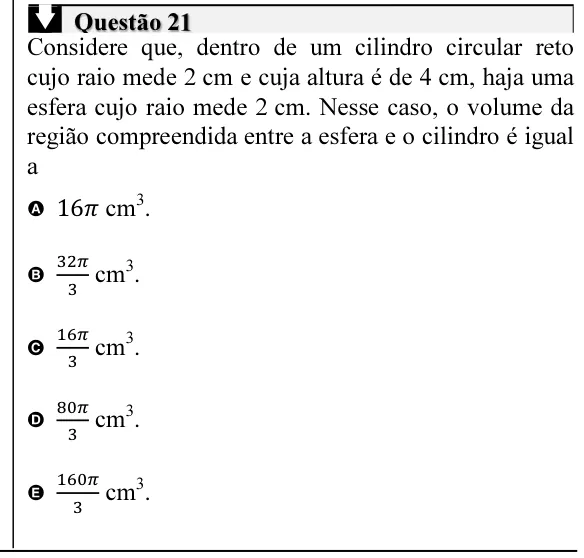 Questão 21
Considere que, dentro de um cilindro circular reto
cujo raio mede 2 cm e cuja altura é de 4 cm, haja uma
esfera cujo raio mede 2 cm. Nesse caso, o volume da
região compreendida entre a esfera e o cilindro é igual
a
A 16π cm³.
B 32π/3 cm³.
C 16π/3 cm³.
D 80π/3 cm³.
E 160π/3 cm³.